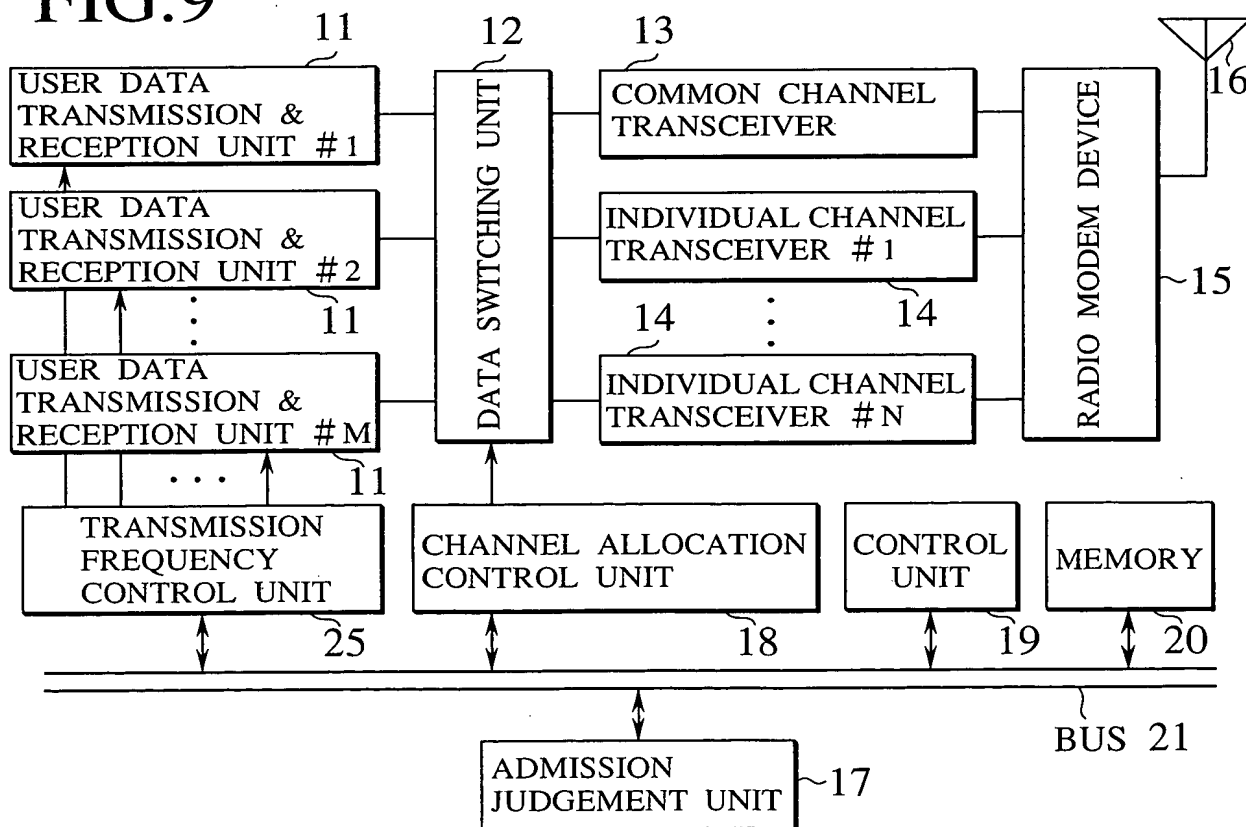 FIG.9
11
12
13
16
USER DATA
TRANSMISSION &
RECEPTION UNIT #1
DATA SWITCHING UNIT
COMMON CHANNEL
TRANSCEIVER
RADIO MODEM DEVICE
USER DATA
TRANSMISSION &
RECEPTION UNIT #2
INDIVIDUAL CHANNEL
TRANSCEIVER #1
15
11
14
14
USER DATA
TRANSMISSION &
RECEPTION UNIT #M
INDIVIDUAL CHANNEL
TRANSCEIVER #N
11
TRANSMISSION
FREQUENCY
CONTROL UNIT
CHANNEL ALLOCATION
CONTROL UNIT
CONTROL
UNIT
MEMORY
25
18
19
20
BUS 21
ADMISSION
JUDGEMENT UNIT
17